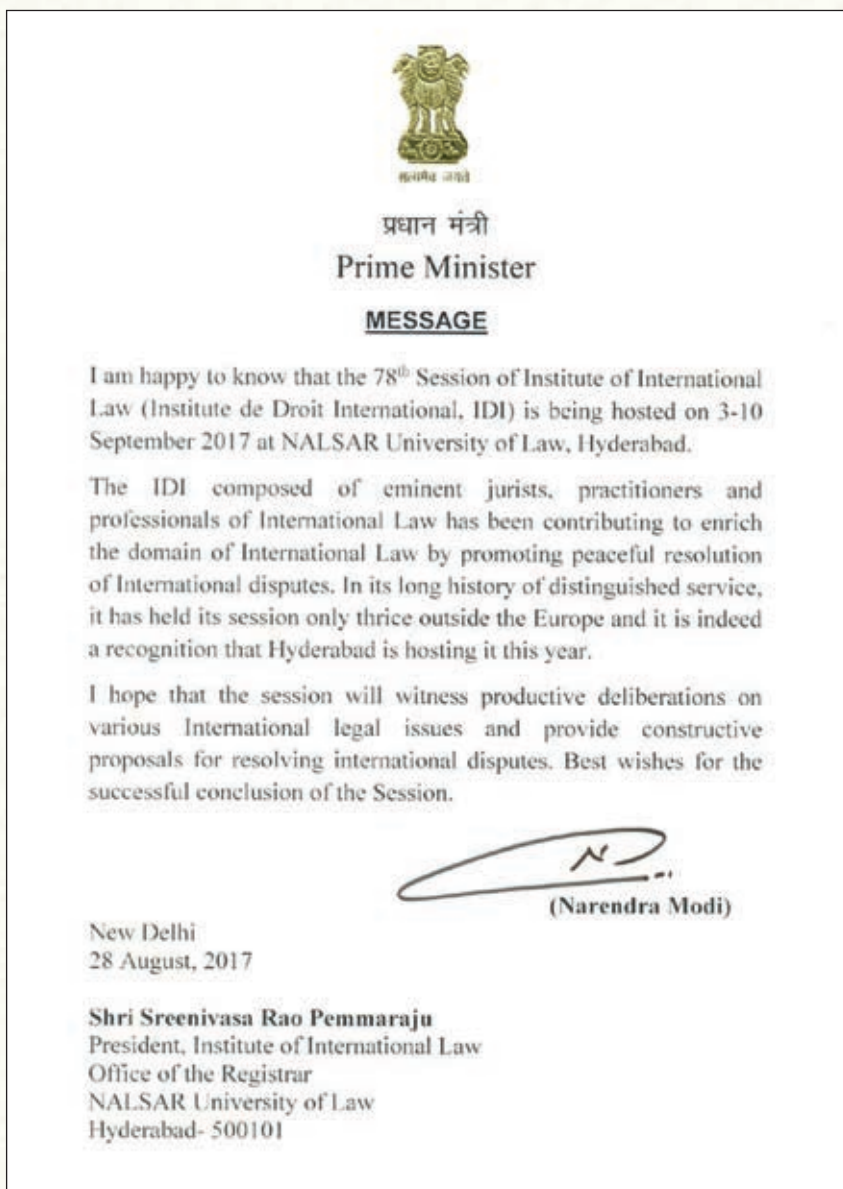 सत्यमेव जयते
प्रधान मंत्री
Prime Minister
MESSAGE
I am happy to know that the 78th Session of Institute of International
Law (Institute de Droit International, IDI) is being hosted on 3-10
September 2017 at NALSAR University of Law, Hyderabad.
The IDI composed of eminent jurists, practitioners and
professionals of International Law has been contributing to enrich
the domain of International Law by promoting peaceful resolution
of International disputes. In its long history of distinguished service,
it has held its session only thrice outside the Europe and it is indeed
a recognition that Hyderabad is hosting it this year.
I hope that the session will witness productive deliberations on
various International legal issues and provide constructive
proposals for resolving international disputes. Best wishes for the
successful conclusion of the Session.
(Narendra Modi)
New Delhi
28 August, 2017
Shri Sreenivasa Rao Pemmaraju
President, Institute of International Law
Office of the Registrar
NALSAR University of Law
Hyderabad- 500101